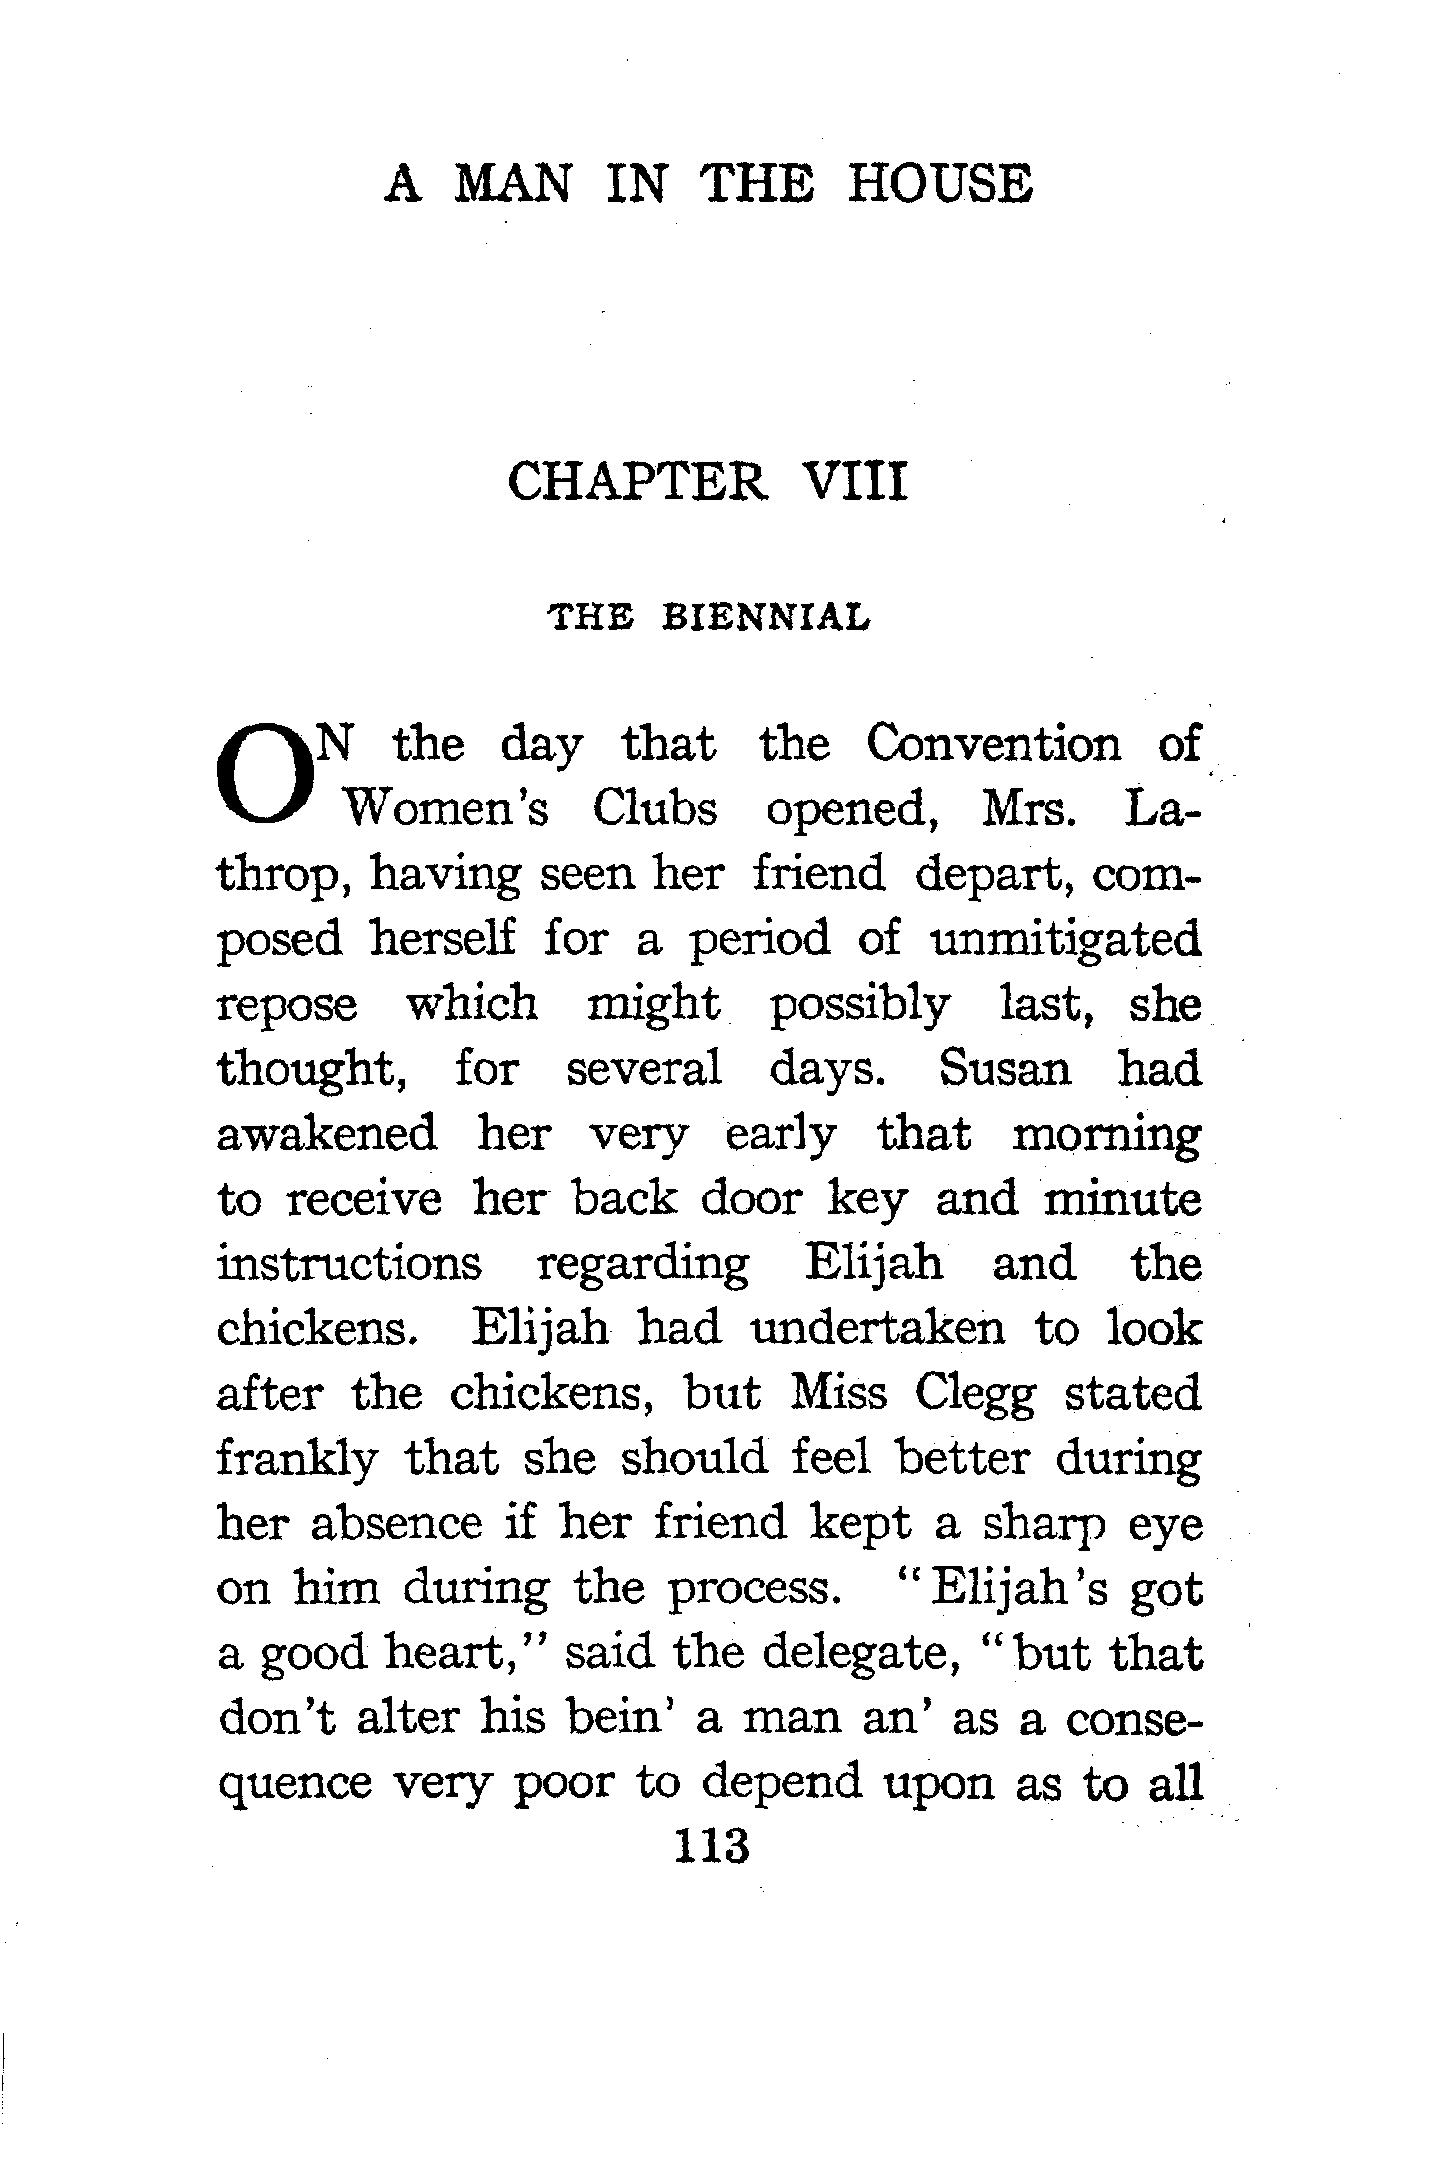 A MAN IN THE HOUSE
CHAPTER VIII
THE BIENNIAL
ON the day that the Convention of
Women's Clubs opened, Mrs. La-
throp, having seen her friend depart, com-
posed herself for a period of unmitigated
repose which might possibly last, she
thought, for several days. Susan had
awakened her very early that morning
to receive her back door key and minute
instructions regarding Elijah and the
chickens. Elijah had undertaken to look
after the chickens, but Miss Clegg stated
frankly that she should feel better during
her absence if her friend kept a sharp eye
on him during the process. "Elijah's got
a good heart," said the delegate, "but that
don't alter his bein' a man an' as a conse-
quence very poor to depend upon as to all
113